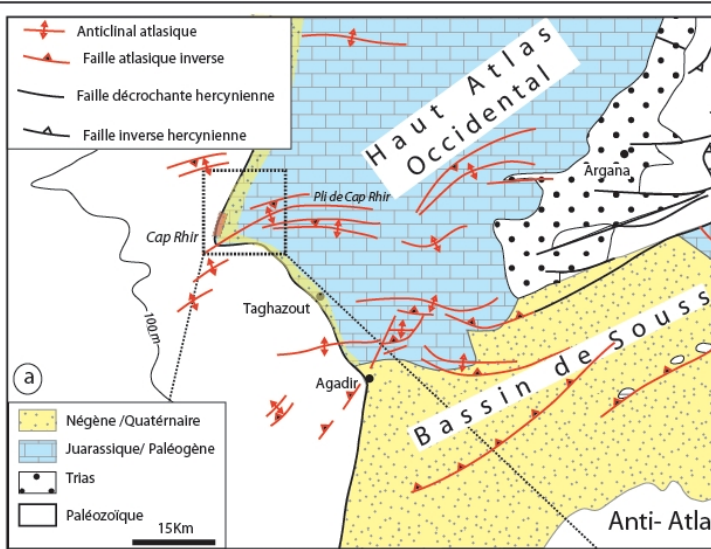 Anticlinal atlasique
Faille atlasique inverse
Faille décrochante hercynienne
Faille inverse hercynienne
Haut Atlas
Occidental
Argana
Pli de Cap Rhir
Cap Rhir
100m
Taghazout
Agadir
Bassin de Souss
a
Négène /Quatérnaire
Juarassique/ Paléogène
Trias
Paléozoïque
15Km
Anti- Atla